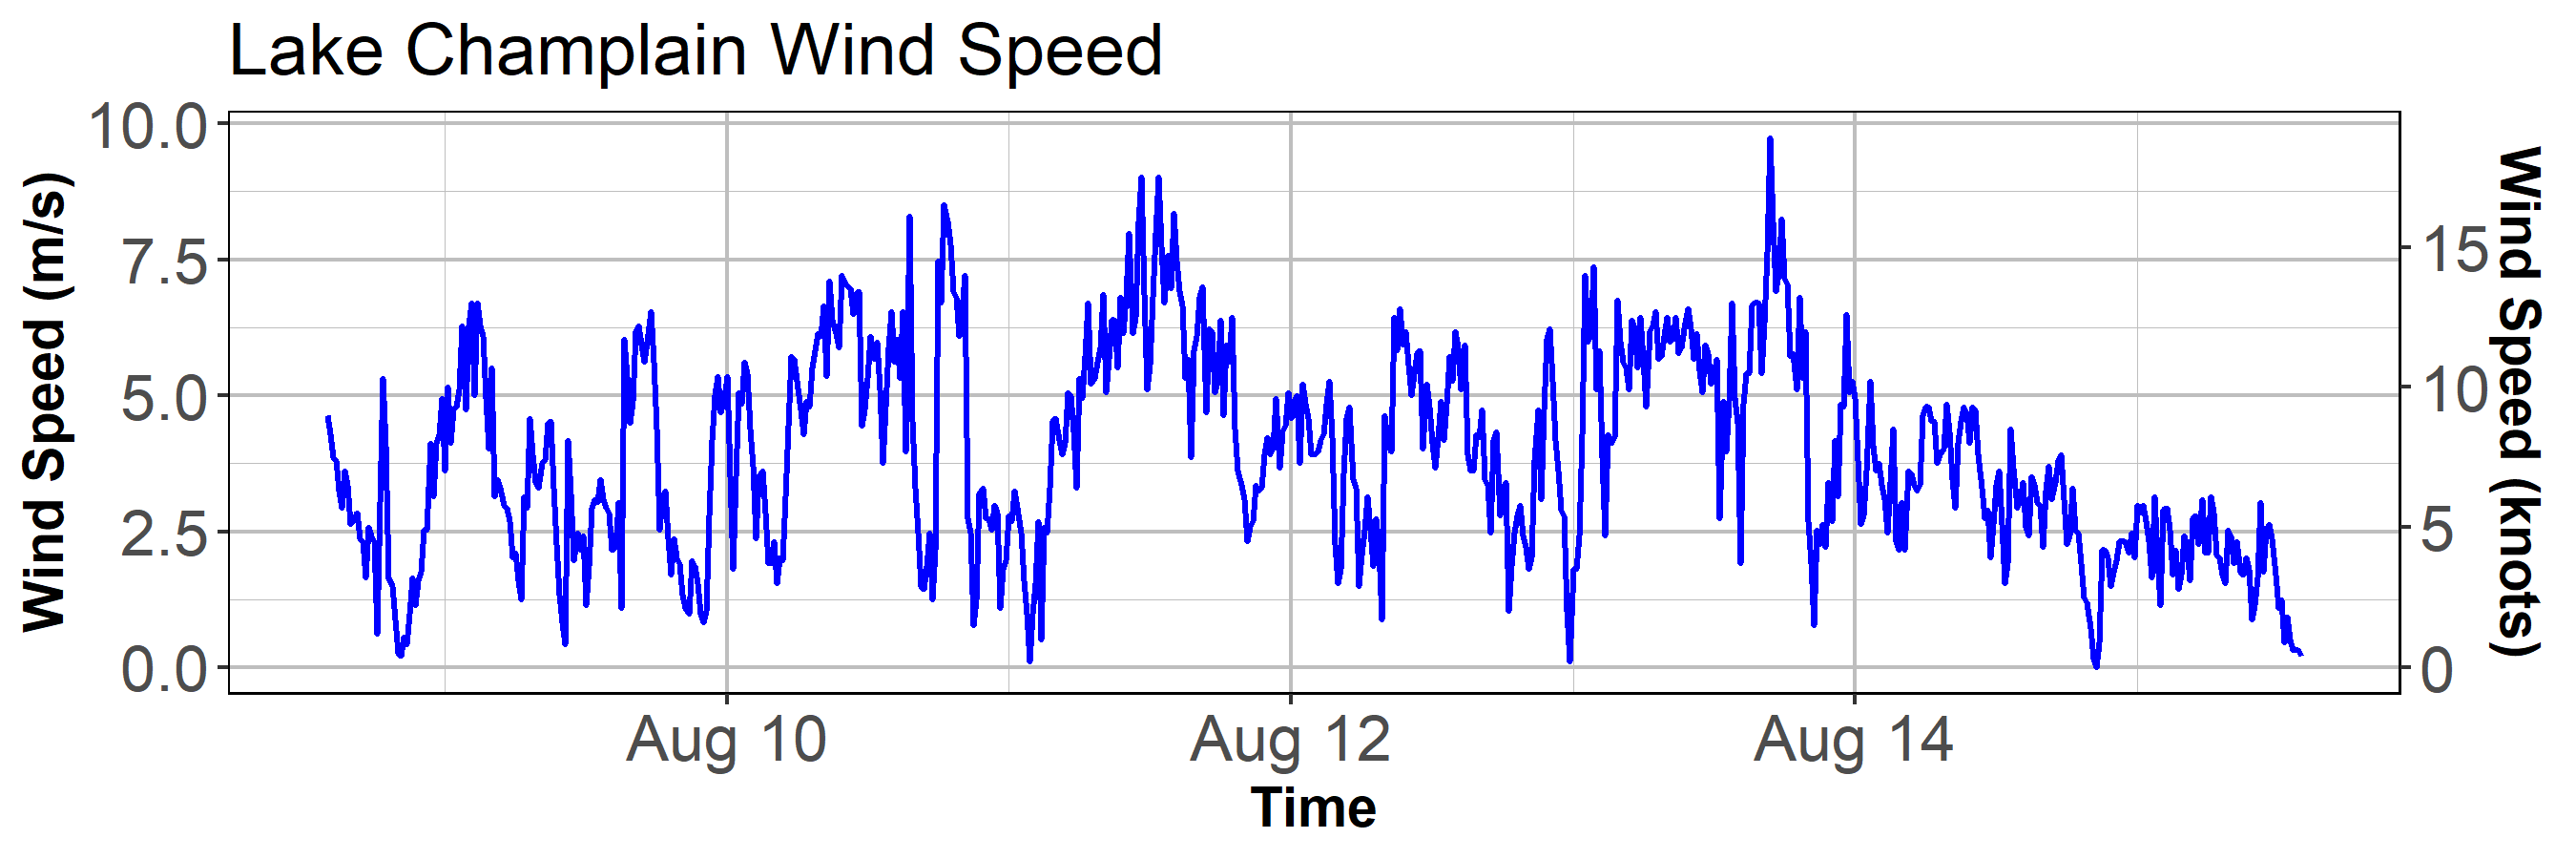 Lake Champlain Wind Speed
10.0
7.5
5.0
2.5
0.0
Wind Speed (m/s)
15
10
5
0
Wind Speed (knots)
Aug 10
Aug 12
Aug 14
Time